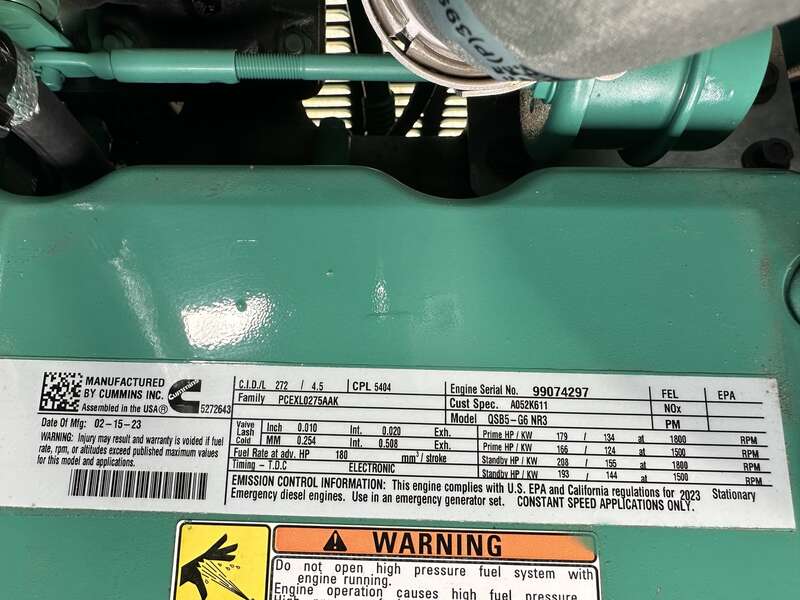 (P)399
MANUFACTURED BY CUMMINS INC.
Assembled in the USA ®
Cummins
5272643
Date Of Mfg: 02-15-23
WARNING: Injury may result and warranty is voided if fuel
rate, rpm, or altitudes exceed published maximum values
for this model and applications.
C.I.D./L 272 / 4.5 CPL 5404
Family PCEXL0275AAK
Valve Lash Cold Inch 0.010 Int. 0.020 Exh.
MM 0.254 Int. 0.508 Exh.
Fuel Rate at adv. HP 180 mm³/stroke
Timing - T.D.C ELECTRONIC
Engine Serial No. 99074297
Cust Spec. A052K611
Model QSB5-G6 NR3
Prime HP / KW 179 / 134 at 1800 RPM
Prime HP / KW 166 / 124 at 1500 RPM
Standby HP / KW 208 / 155 at 1800 RPM
Standby HP / KW 193 / 144 at 1500 RPM
FEL EPA
NOx
PM
EMISSION CONTROL INFORMATION: This engine complies with U.S. EPA and California regulations for 2023 Stationary
Emergency diesel engines. Use in an emergency generator set. CONSTANT SPEED APPLICATIONS ONLY.
WARNING
Do not open high pressure fuel system with
engine running.
Engine operation causes high fuel